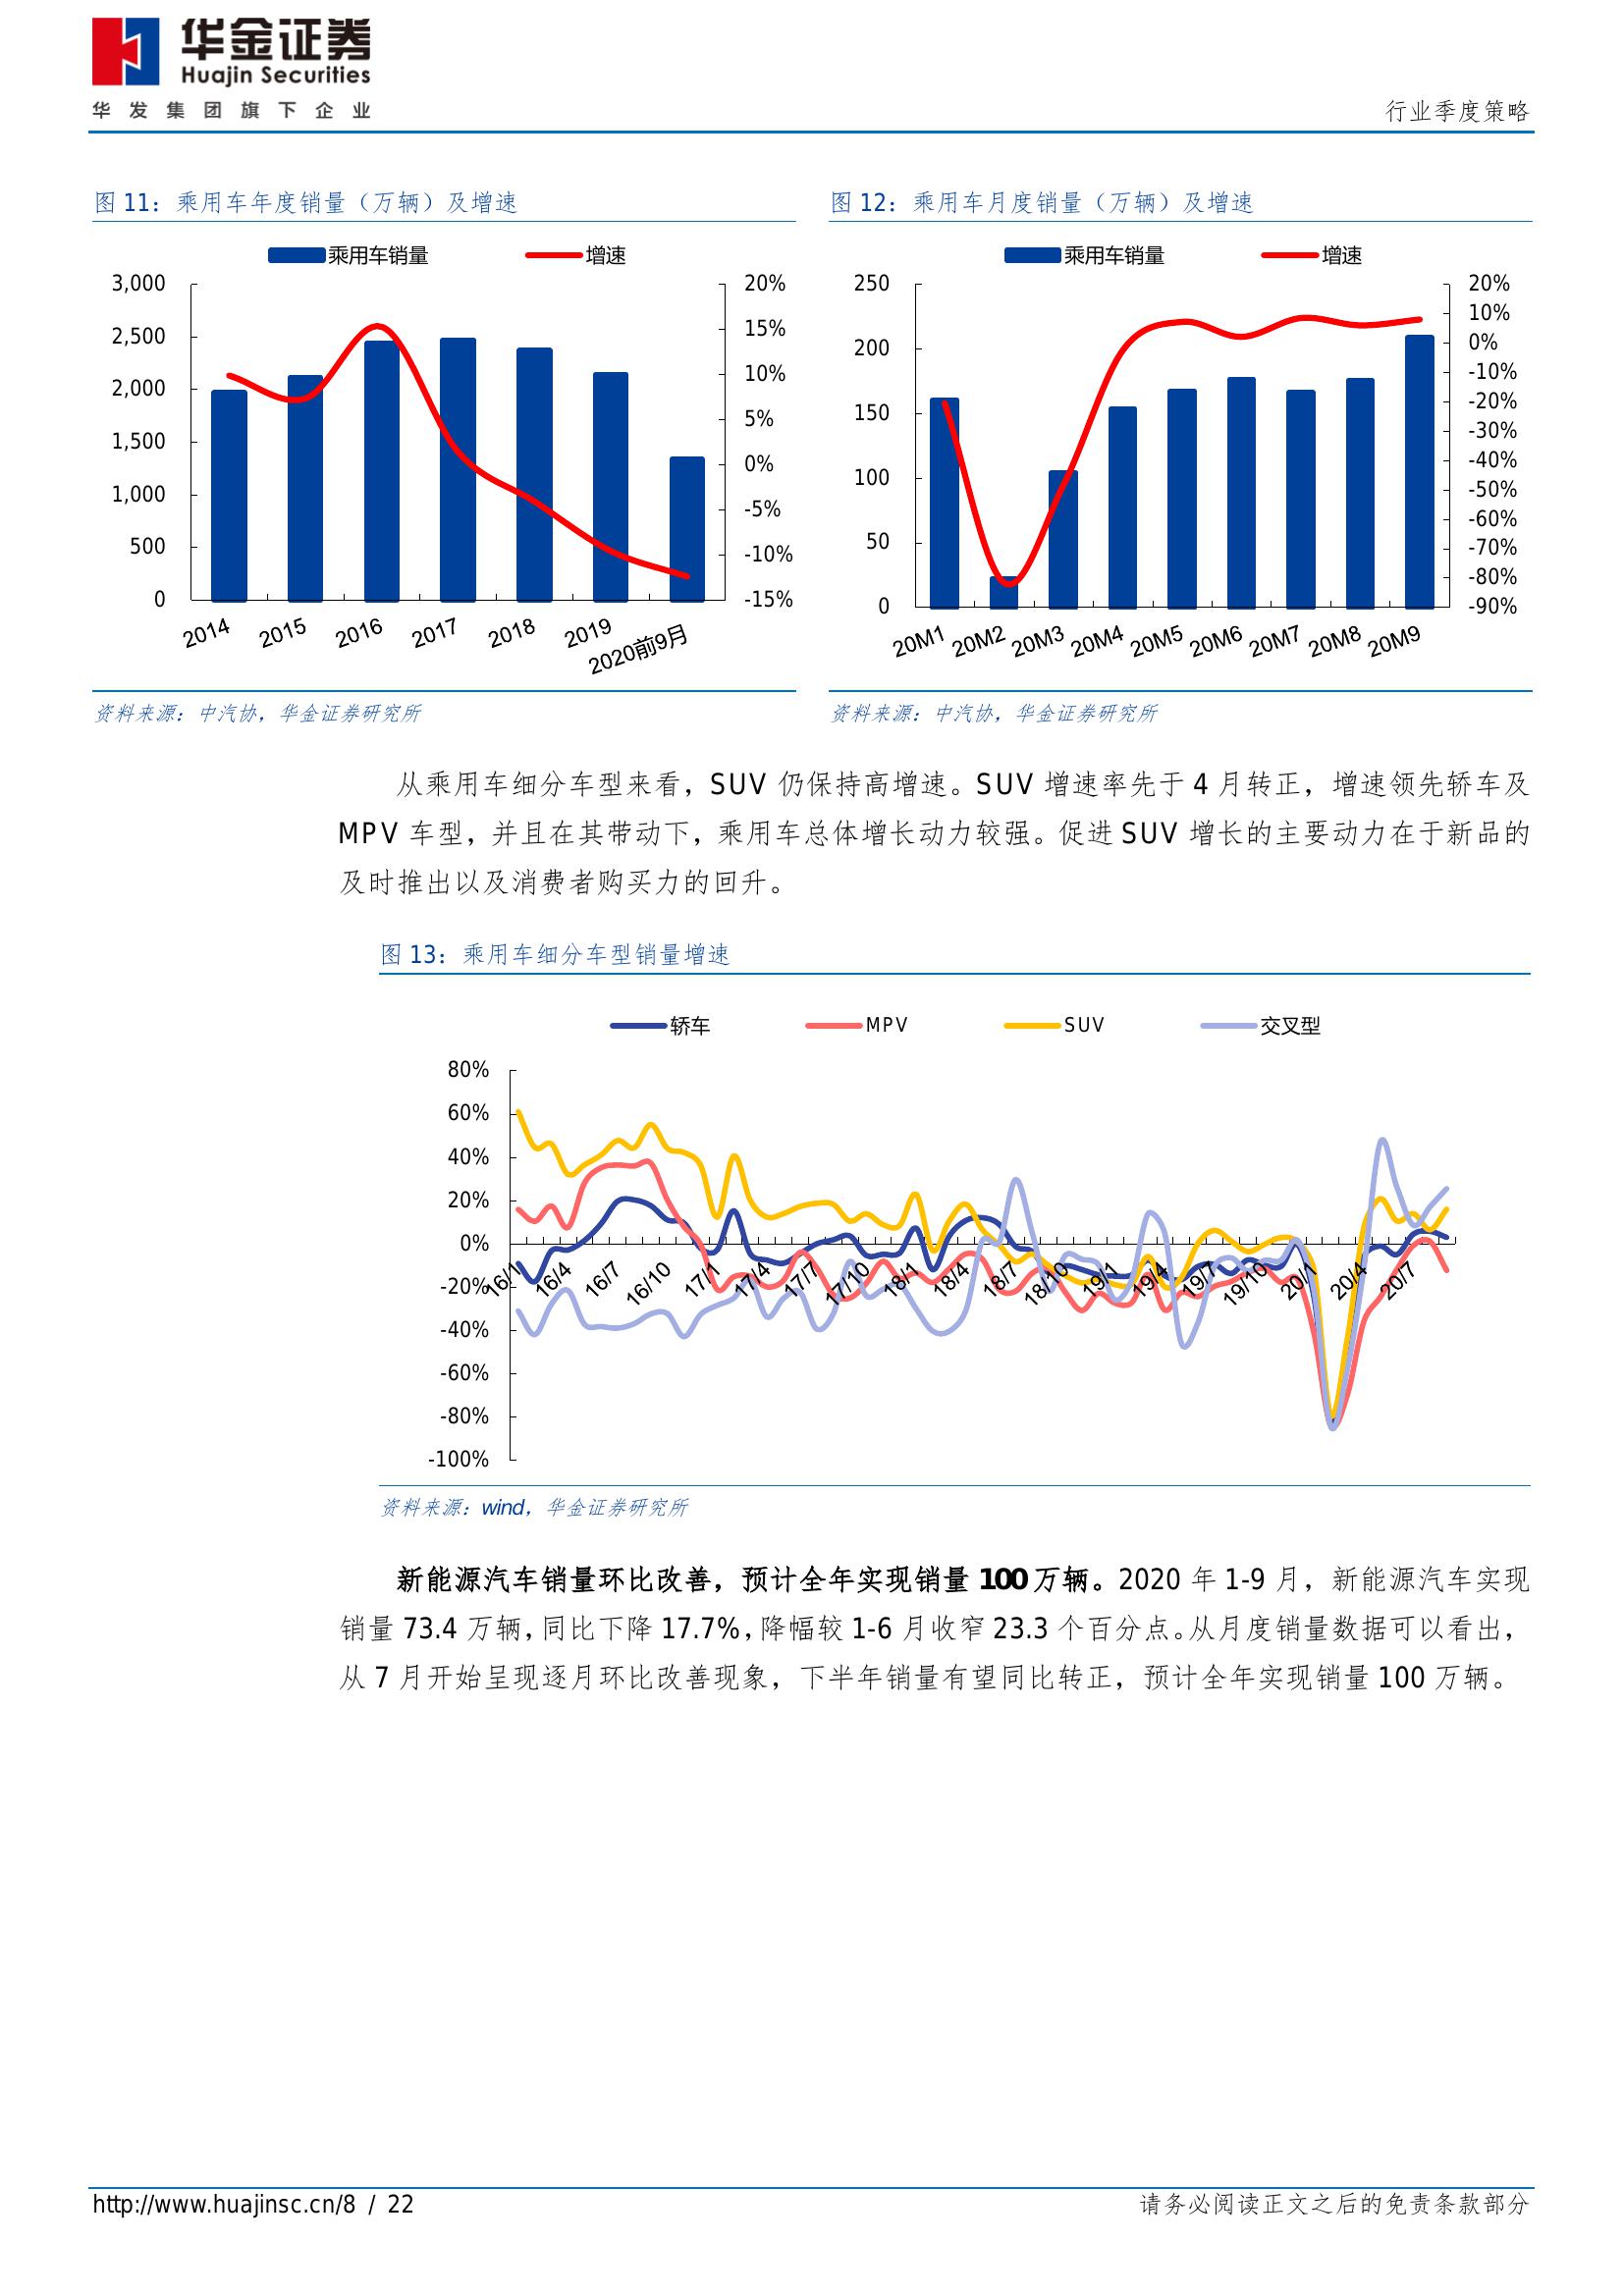 华金证券
Huajin Securities
华发集团旗下企业
行业季度策略
图 11：乘用车年度销量（万辆）及增速
乘用车销量 增速
3,000
2,500
2,000
1,500
1,000
500
0
20%
15%
10%
5%
0%
-5%
-10%
-15%
2014 2015 2016 2017 2018 2019 2020前9月
资料来源：中汽协，华金证券研究所
图 12：乘用车月度销量（万辆）及增速
乘用车销量 增速
250
200
150
100
50
0
20%
10%
0%
-10%
-20%
-30%
-40%
-50%
-60%
-70%
-80%
-90%
20M1 20M2 20M3 20M4 20M5 20M6 20M7 20M8 20M9
资料来源：中汽协，华金证券研究所
从乘用车细分车型来看，SUV 仍保持高增速。SUV 增速率先于 4 月转正，增速领先轿车及
MPV 车型，并且在其带动下，乘用车总体增长动力较强。促进 SUV 增长的主要动力在于新品的
及时推出以及消费者购买力的回升。
图 13：乘用车细分车型销量增速
轿车 MPV SUV 交叉型
80%
60%
40%
20%
0%
-20%
-40%
-60%
-80%
-100%
16/1 16/4 16/7 16/10 17/1 17/4 17/7 17/10 18/1 18/4 18/7 18/10 19/1 19/4 19/7 19/10 20/1 20/4 20/7
资料来源：wind，华金证券研究所
新能源汽车销量环比改善，预计全年实现销量 100 万辆。2020 年 1-9 月，新能源汽车实现
销量 73.4 万辆，同比下降 17.7%，降幅较 1-6 月收窄 23.3 个百分点。从月度销量数据可以看出，
从 7 月开始呈现逐月环比改善现象，下半年销量有望同比转正，预计全年实现销量 100 万辆。
http://www.huajinsc.cn/8 / 22
请务必阅读正文之后的免责条款部分